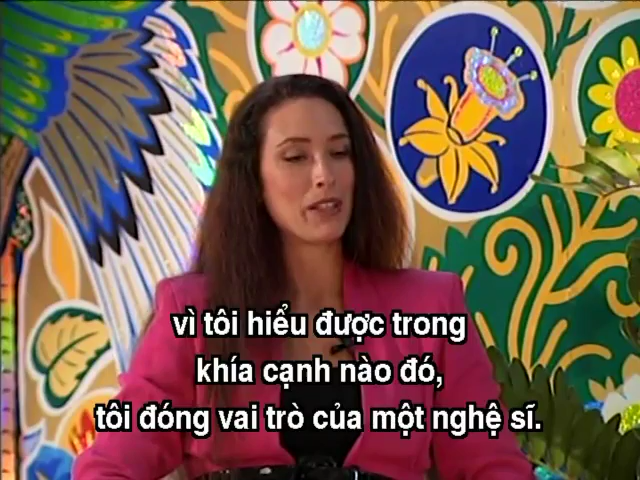 vì tôi hiểu được trong
khía cạnh nào đó,
tôi đóng vai trò của một nghệ sĩ.